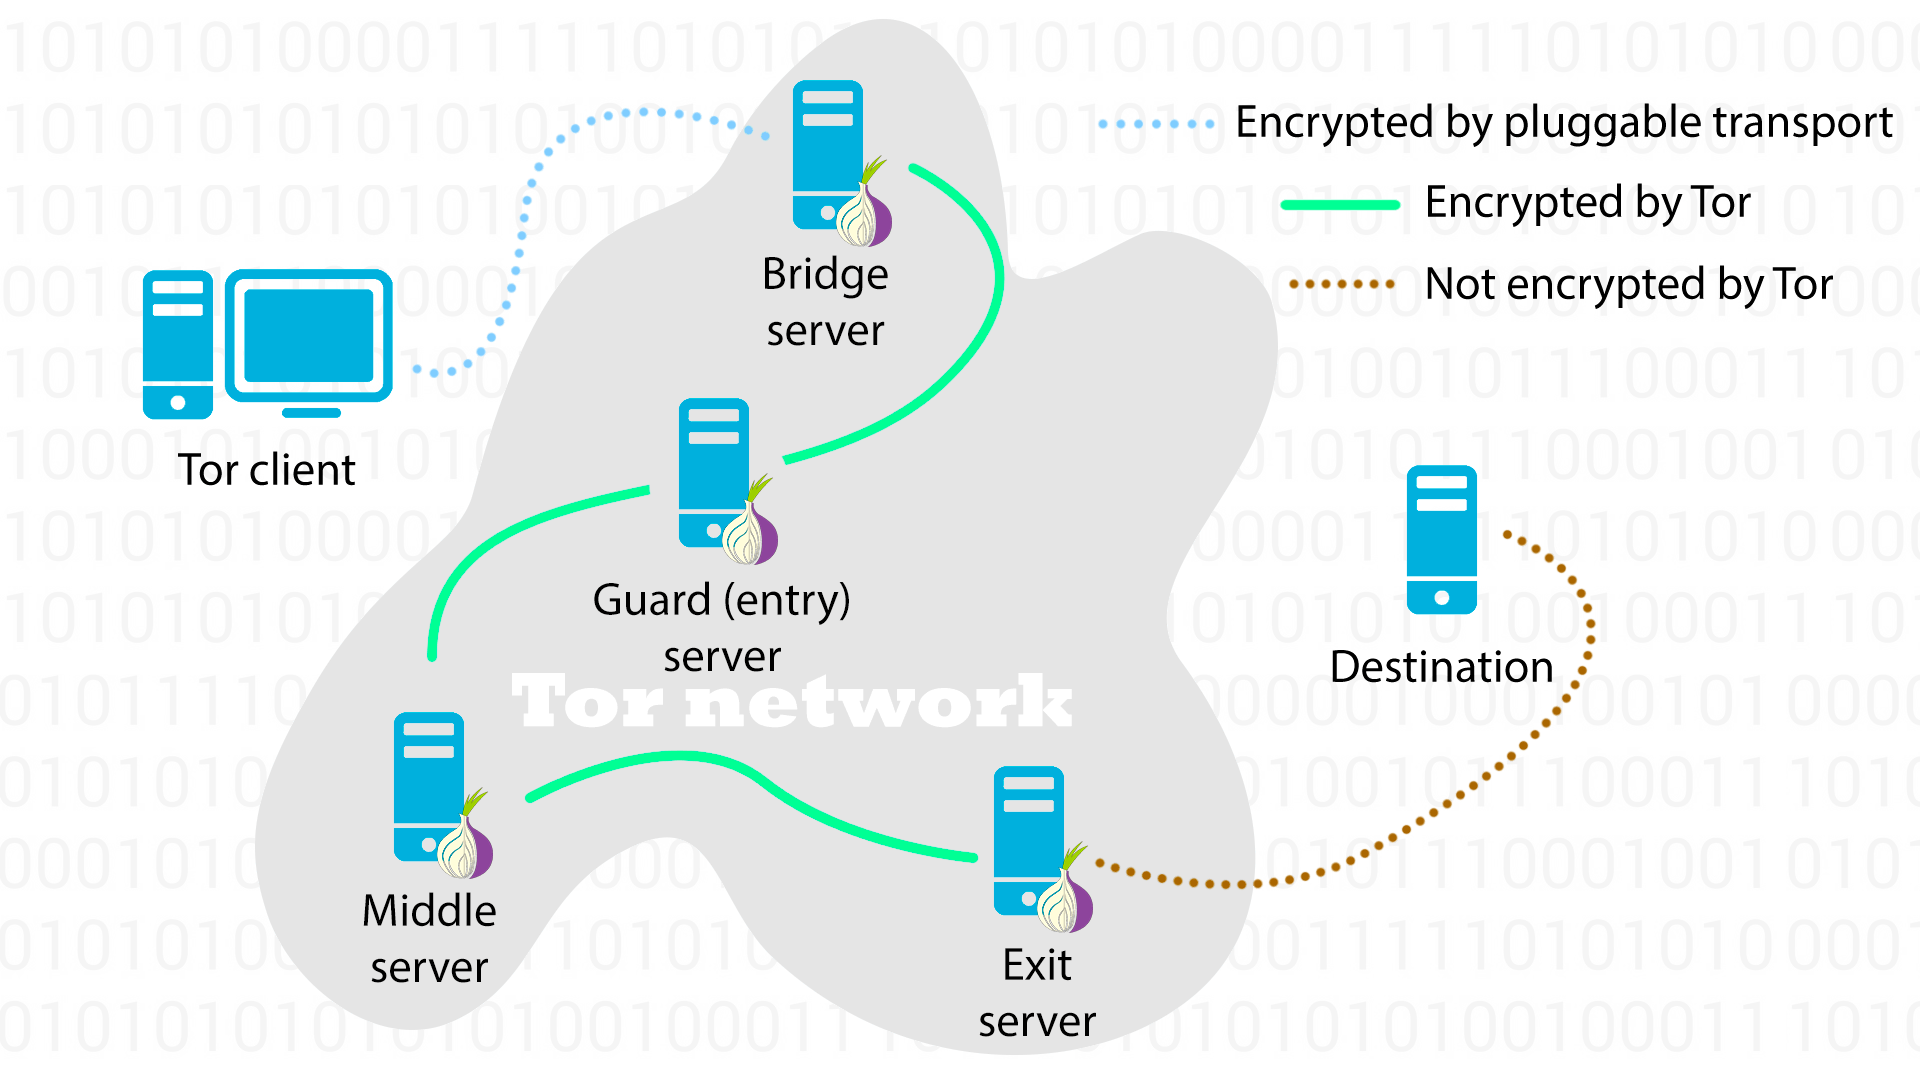 Encrypted by pluggable transport
Encrypted by Tor
Not encrypted by Tor
Bridge
server
Tor client
Guard (entry)
server
Destination
Tor network
Middle
server
Exit
server